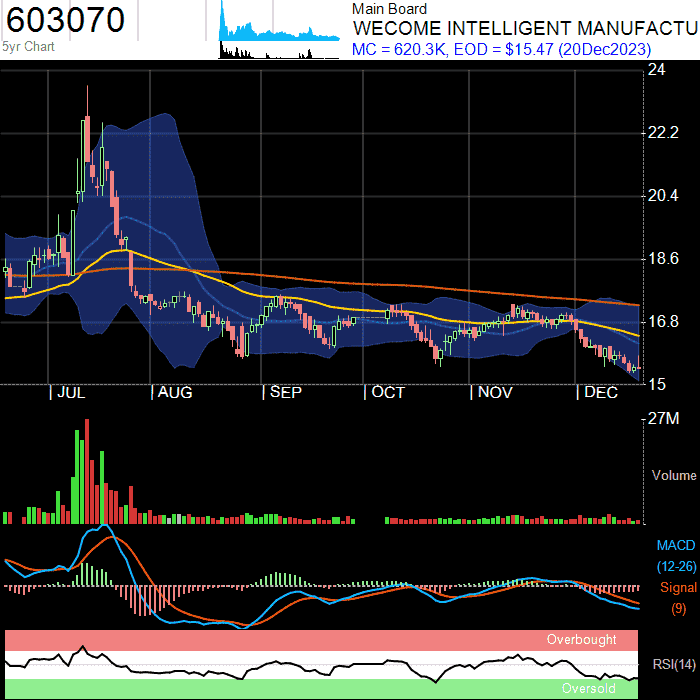 603070
5yr Chart
Main Board
WECOME INTELLIGENT MANUFACTU
MC = 620.3K, EOD = $15.47 (20Dec2023)
24
22.2
20.4
18.6
16.8
15
| JUL | AUG | SEP | OCT | NOV | DEC
27M
Volume
MACD
(12-26)
Signal
(9)
Overbought
RSI(14)
Oversold